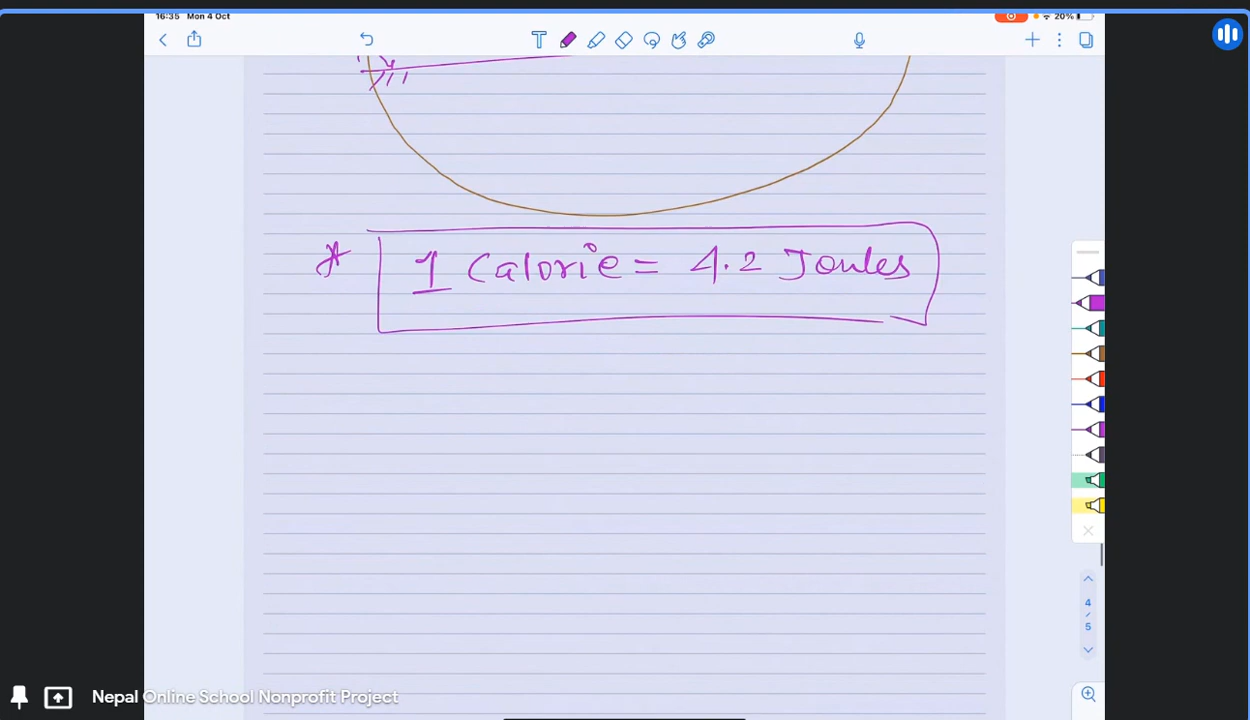 16:35 Mon 4 Oct
20%
* 1 Calorie = 4.2 Joules
4
/
5
Nepal Online School Nonprofit Project